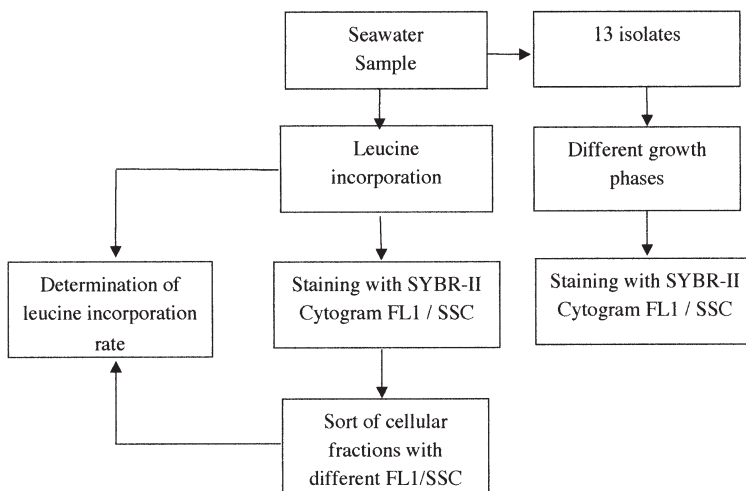 Seawater
Sample
13 isolates
Leucine
incorporation
Different growth
phases
Determination of
leucine incorporation
rate
Staining with SYBR-II
Cytogram FL1 / SSC
Staining with SYBR-II
Cytogram FL1 / SSC
Sort of cellular
fractions with
different FL1/SSC